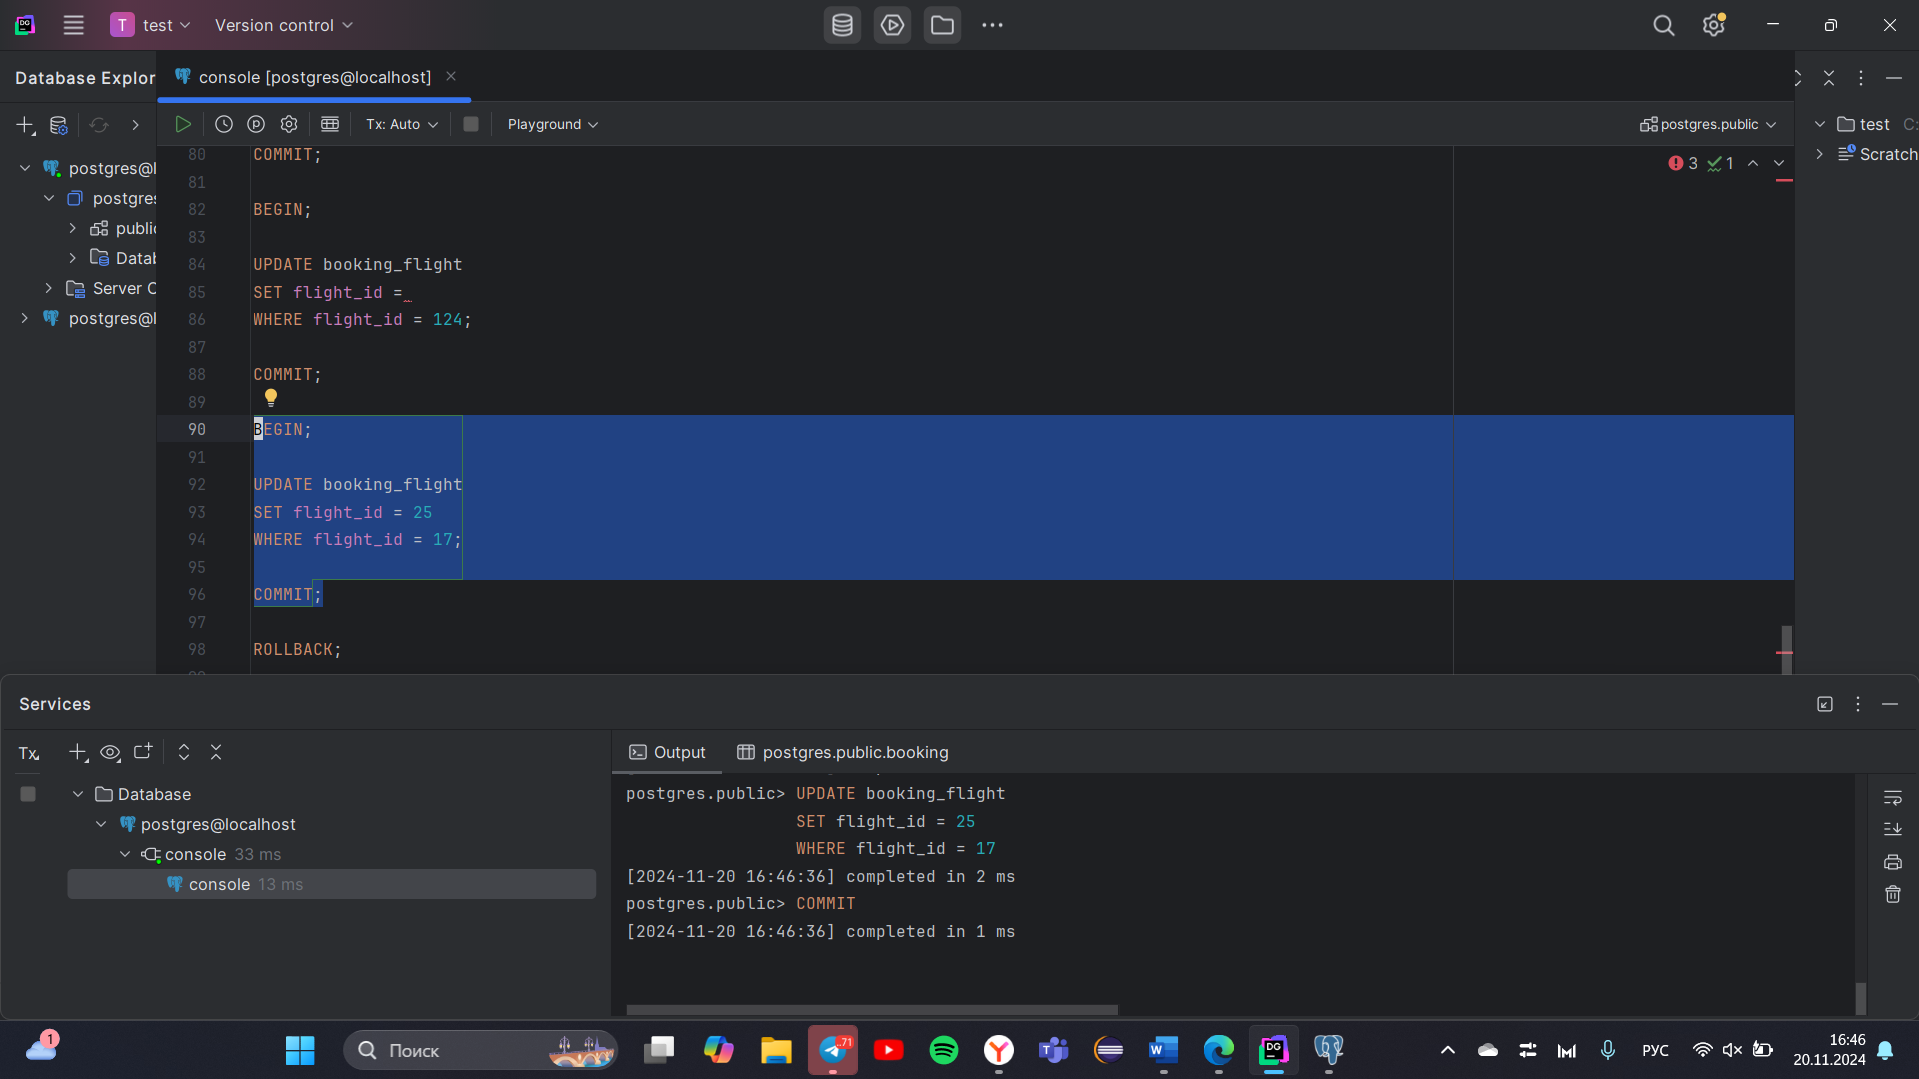 T test Version control
Database Explor
console [postgres@localhost]
Tx: Auto Playground postgres.public
postgres@l
postgres
public
Datab
Server C
postgres@l
80 COMMIT;
81
82 BEGIN;
83
84 UPDATE booking_flight
85 SET flight_id =
86 WHERE flight_id = 124;
87
88 COMMIT;
89
90 BEGIN;
91
92 UPDATE booking_flight
93 SET flight_id = 25
94 WHERE flight_id = 17;
95
96 COMMIT;
97
98 ROLLBACK;
3 1
test C:
Scratch
Services
Tx
Database
postgres@localhost
console 33 ms
console 13 ms
Output postgres.public.booking
postgres.public> UPDATE booking_flight
SET flight_id = 25
WHERE flight_id = 17
[2024-11-20 16:46:36] completed in 2 ms
postgres.public> COMMIT
[2024-11-20 16:46:36] completed in 1 ms
1
Поиск
71
DG
РУС
16:46
20.11.2024